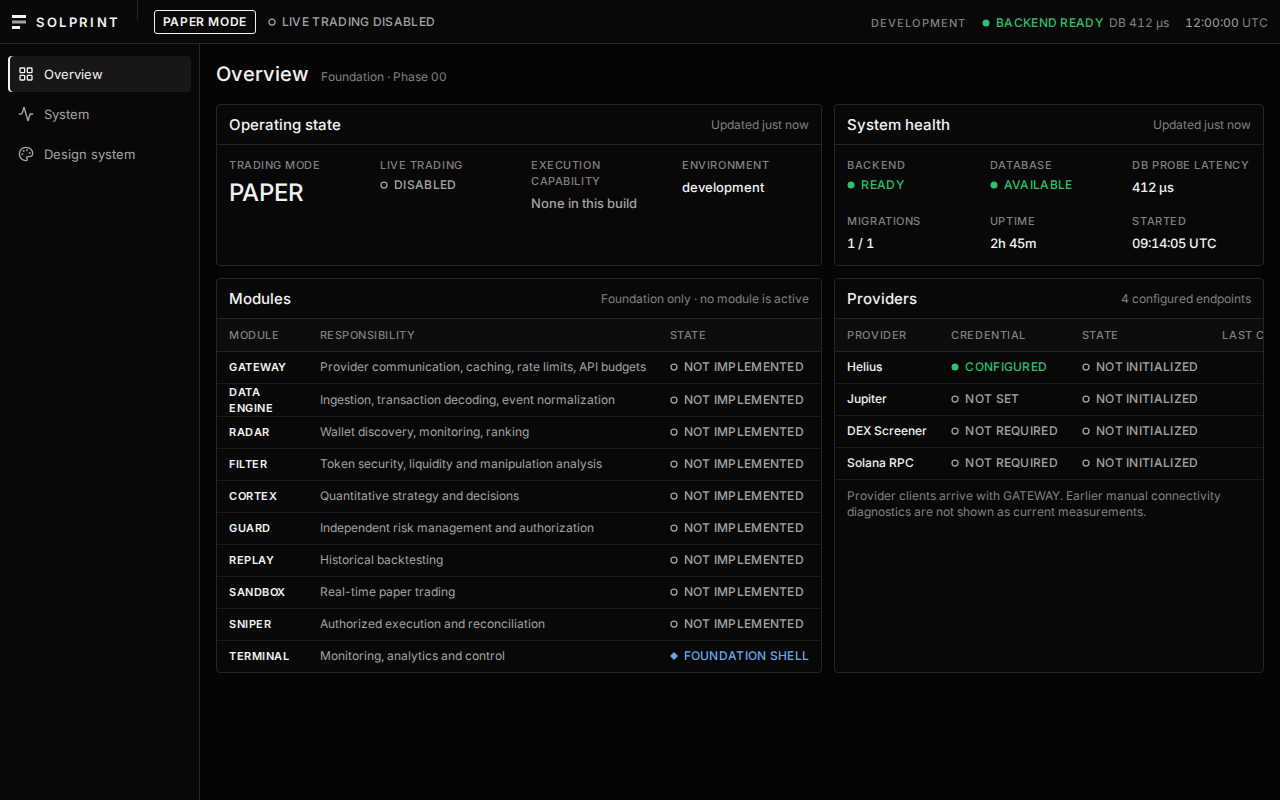 SOLPRINT
PAPER MODE
LIVE TRADING DISABLED
DEVELOPMENT
BACKEND READY DB 412 µs
12:00:00 UTC
Overview
System
Design system
Overview Foundation · Phase 00
Operating state Updated just now
TRADING MODE
PAPER
LIVE TRADING
DISABLED
EXECUTION
CAPABILITY
None in this build
ENVIRONMENT
development
System health Updated just now
BACKEND
READY
DATABASE
AVAILABLE
DB PROBE LATENCY
412 µs
MIGRATIONS
1 / 1
UPTIME
2h 45m
STARTED
09:14:05 UTC
Modules Foundation only · no module is active
MODULE RESPONSIBILITY STATE
GATEWAY Provider communication, caching, rate limits, API budgets NOT IMPLEMENTED
DATA
ENGINE Ingestion, transaction decoding, event normalization NOT IMPLEMENTED
RADAR Wallet discovery, monitoring, ranking NOT IMPLEMENTED
FILTER Token security, liquidity and manipulation analysis NOT IMPLEMENTED
CORTEX Quantitative strategy and decisions NOT IMPLEMENTED
GUARD Independent risk management and authorization NOT IMPLEMENTED
REPLAY Historical backtesting NOT IMPLEMENTED
SANDBOX Real-time paper trading NOT IMPLEMENTED
SNIPER Authorized execution and reconciliation NOT IMPLEMENTED
TERMINAL Monitoring, analytics and control FOUNDATION SHELL
Providers 4 configured endpoints
PROVIDER CREDENTIAL STATE LAST C
Helius CONFIGURED NOT INITIALIZED
Jupiter NOT SET NOT INITIALIZED
DEX Screener NOT REQUIRED NOT INITIALIZED
Solana RPC NOT REQUIRED NOT INITIALIZED
Provider clients arrive with GATEWAY. Earlier manual connectivity
diagnostics are not shown as current measurements.